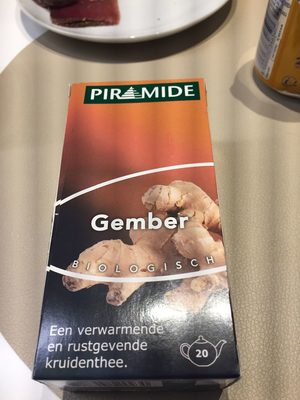 PIRAMIDE
Gember
BIOLOGISCH
Een verwarmende
en rustgevende
kruidenthee.
20